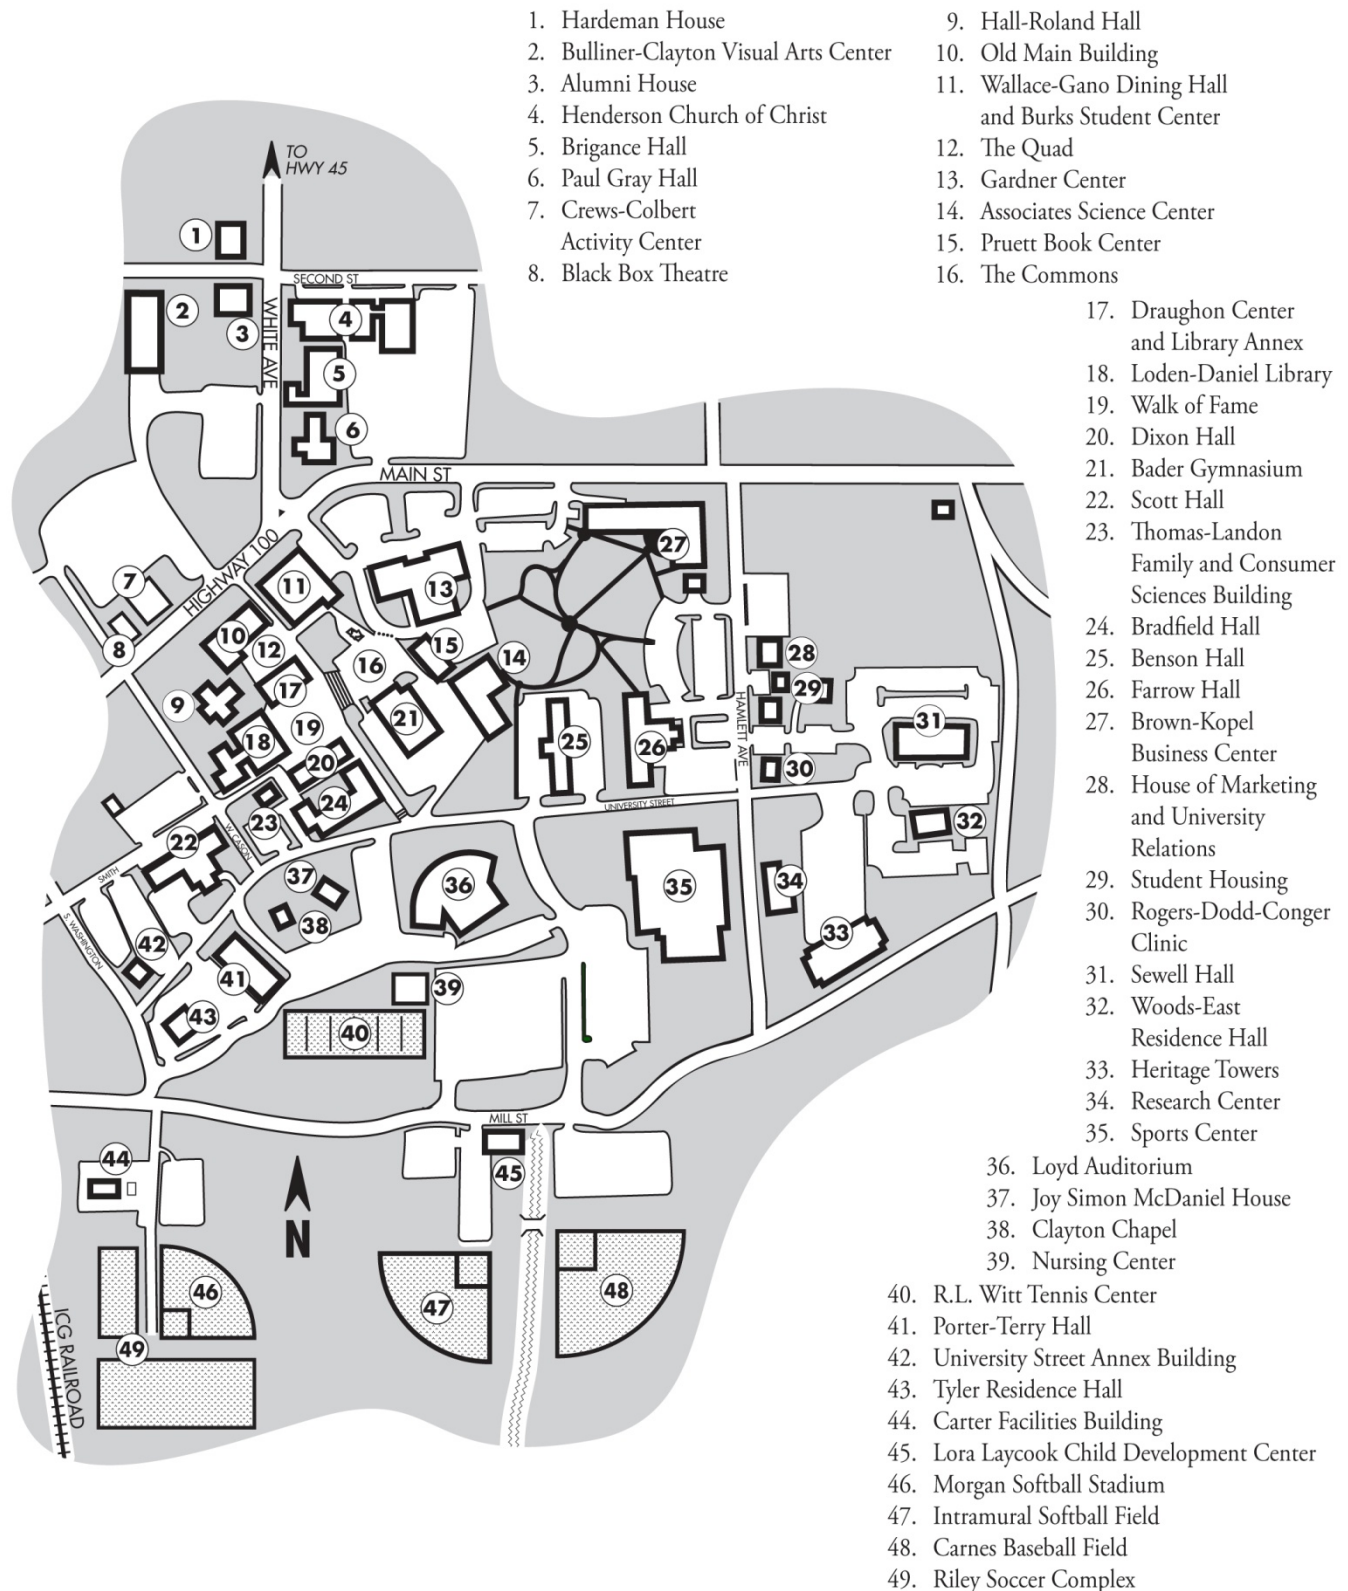 1. Hardeman House
2. Bulliner-Clayton Visual Arts Center
3. Alumni House
4. Henderson Church of Christ
5. Brigance Hall
6. Paul Gray Hall
7. Crews-Colbert
Activity Center
8. Black Box Theatre
9. Hall-Roland Hall
10. Old Main Building
11. Wallace-Gano Dining Hall
and Burks Student Center
12. The Quad
13. Gardner Center
14. Associates Science Center
15. Pruett Book Center
16. The Commons
17. Draughon Center
and Library Annex
18. Loden-Daniel Library
19. Walk of Fame
20. Dixon Hall
21. Bader Gymnasium
22. Scott Hall
23. Thomas-Landon
Family and Consumer
Sciences Building
24. Bradfield Hall
25. Benson Hall
26. Farrow Hall
27. Brown-Kopel
Business Center
28. House of Marketing
and University
Relations
29. Student Housing
30. Rogers-Dodd-Conger
Clinic
31. Sewell Hall
32. Woods-East
Residence Hall
33. Heritage Towers
34. Research Center
35. Sports Center
36. Loyd Auditorium
37. Joy Simon McDaniel House
38. Clayton Chapel
39. Nursing Center
40. R.L. Witt Tennis Center
41. Porter-Terry Hall
42. University Street Annex Building
43. Tyler Residence Hall
44. Carter Facilities Building
45. Lora Laycook Child Development Center
46. Morgan Softball Stadium
47. Intramural Softball Field
48. Carnes Baseball Field
49. Riley Soccer Complex
TO
HWY 45
1
SECOND ST
2
3
WHITE AVE
4
5
6
MAIN ST
HIGHWAY 100
7
8
9
10
11
12
13
14
15
16
17
18
19
20
21
22
23
24
25
26
27
28
29
30
31
32
HAMLETT AVE
UNIVERSITY STREET
W. CASON
SMITH
S. WASHINGTON
33
34
35
36
37
38
39
40
41
42
43
MILL ST
44
45
N
46
47
48
49
ICG RAILROAD